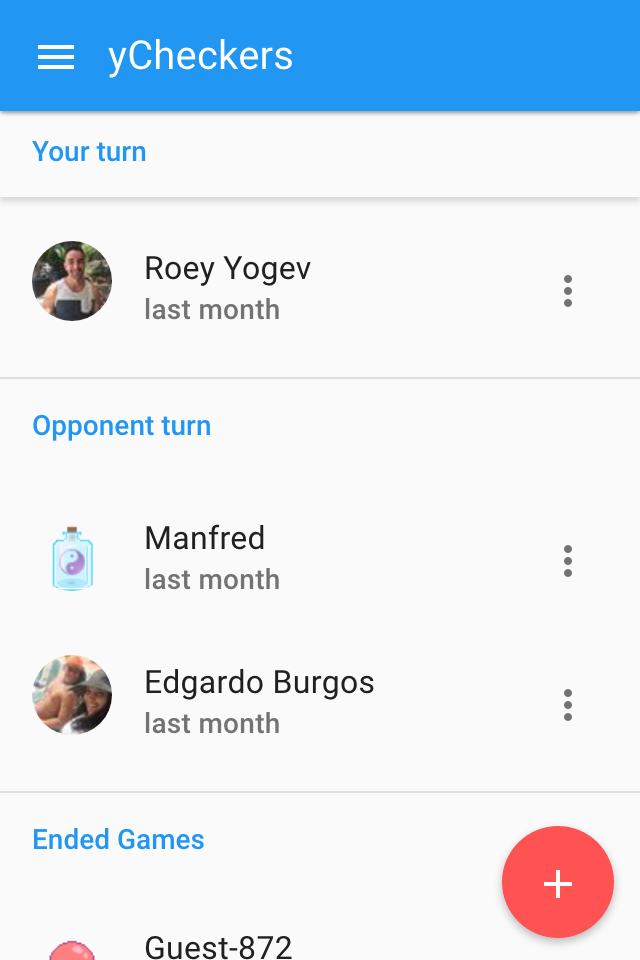 yCheckers
Your turn
Roey Yogev
last month
Opponent turn
Manfred
last month
Edgardo Burgos
last month
Ended Games
Guest-872